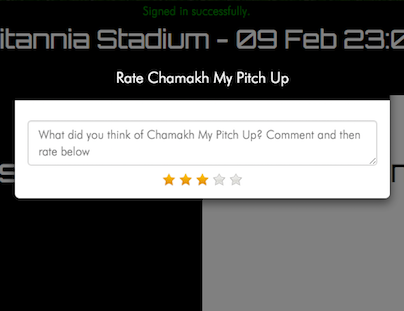 Signed in successfully.
itannia Stadium - 09 Feb 23:0
Rate Chamakh My Pitch Up
What did you think of Chamakh My Pitch Up? Comment and then
rate below